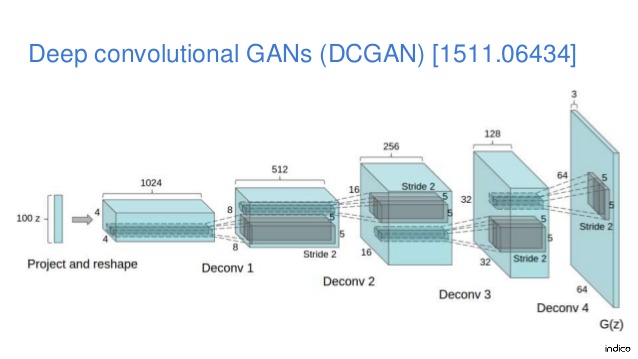 Deep convolutional GANs (DCGAN) [1511.06434]
3
128
256
512
1024
100 z
4
4
Project and reshape
8
5
5
8
Stride 2
Deconv 1
16
Stride 2
5
5
16
Deconv 2
32
5
5
Stride 2
32
Deconv 3
64
5
5
Stride 2
64
Deconv 4
G(z)
indico